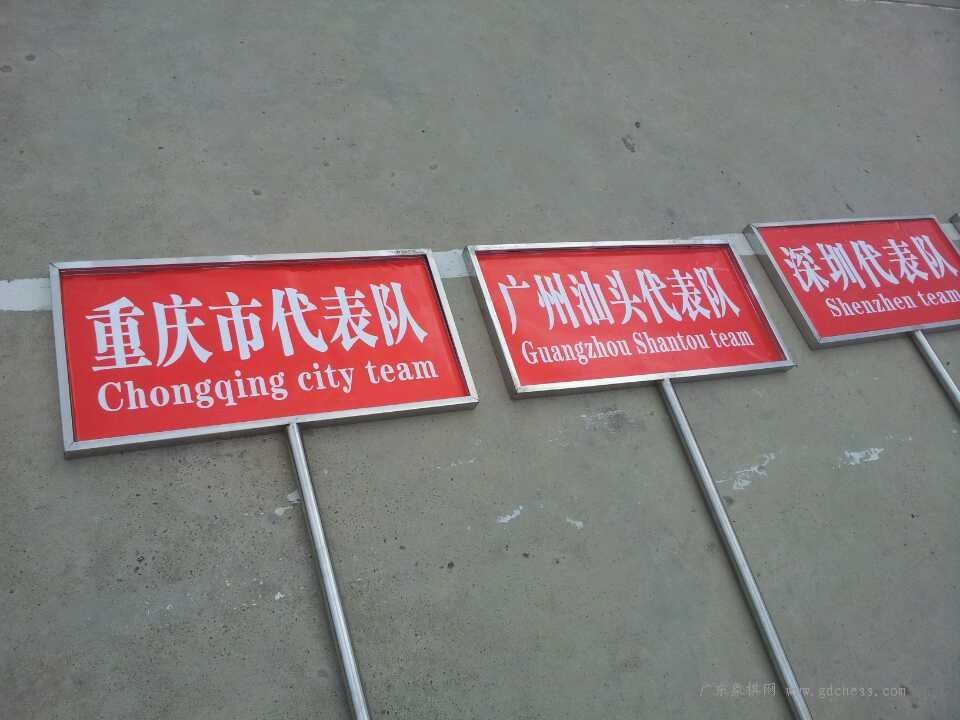 重庆市代表队
Chongqing city team
广州汕头代表队
Guangzhou Shantou team
深圳代表队
Shenzhen team
广东象棋网 www.gdchess.com